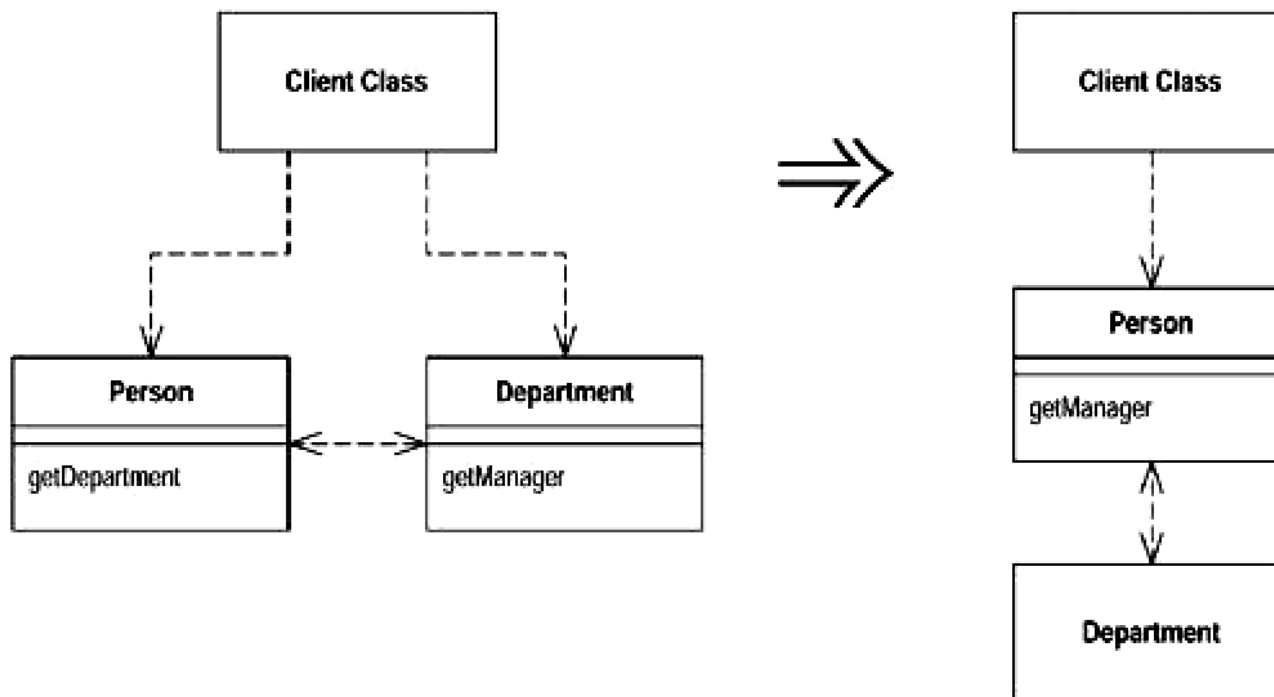 Client Class
Person
getDepartment
Department
getManager
Client Class
Person
getManager
Department